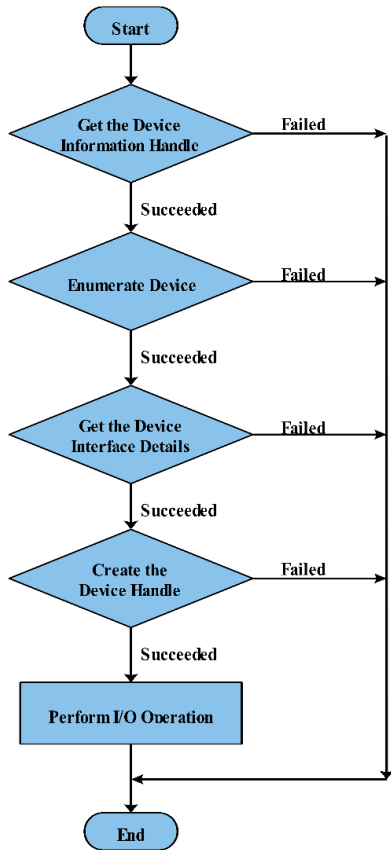 Start
Get the Device
Information Handle
Failed
Succeeded
Enumerate Device
Failed
Succeeded
Get the Device
Interface Details
Failed
Succeeded
Create the
Device Handle
Failed
Succeeded
Perform I/O Operation
End